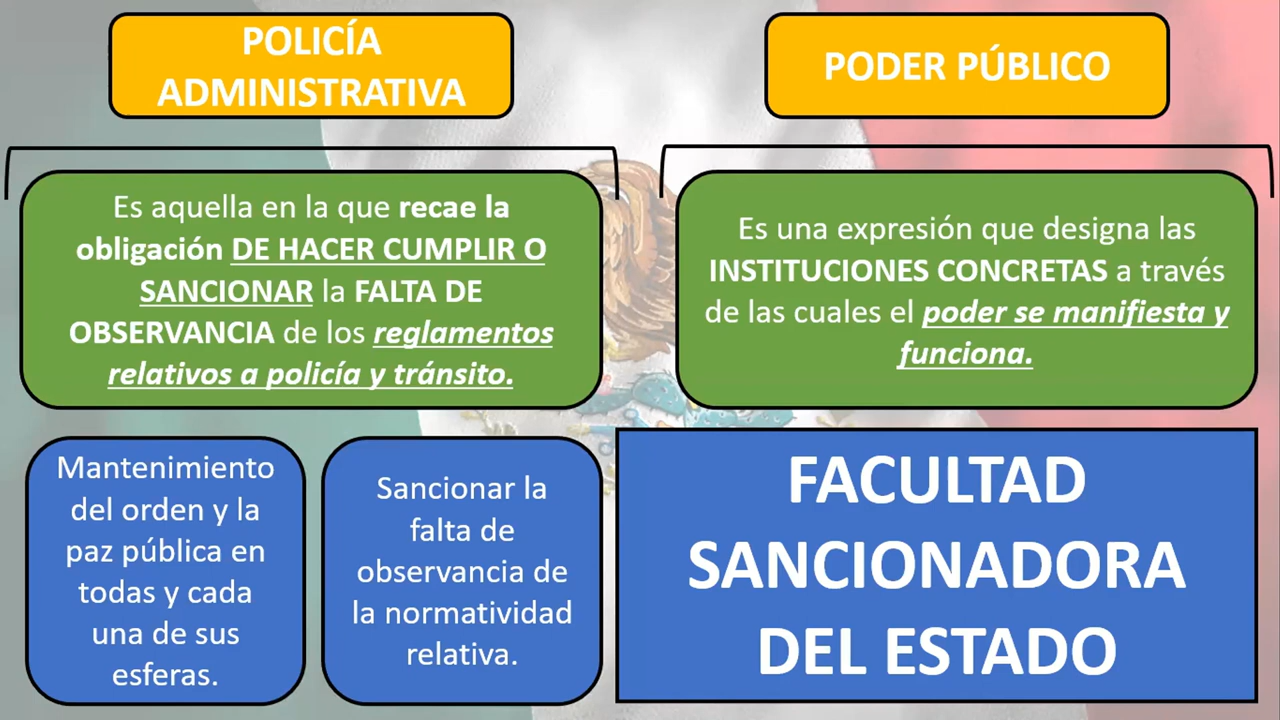 POLICÍA
ADMINISTRATIVA
Es aquella en la que recae la
obligación DE HACER CUMPLIR O
SANCIONAR la FALTA DE
OBSERVANCIA de los reglamentos
relativos a policía y tránsito.
Mantenimiento
del orden y la
paz pública en
todas y cada
una de sus
esferas.
Sancionar la
falta de
observancia de
la normatividad
relativa.
PODER PÚBLICO
Es una expresión que designa las
INSTITUCIONES CONCRETAS a través
de las cuales el poder se manifiesta y
funciona.
FACULTAD
SANCIONADORA
DEL ESTADO